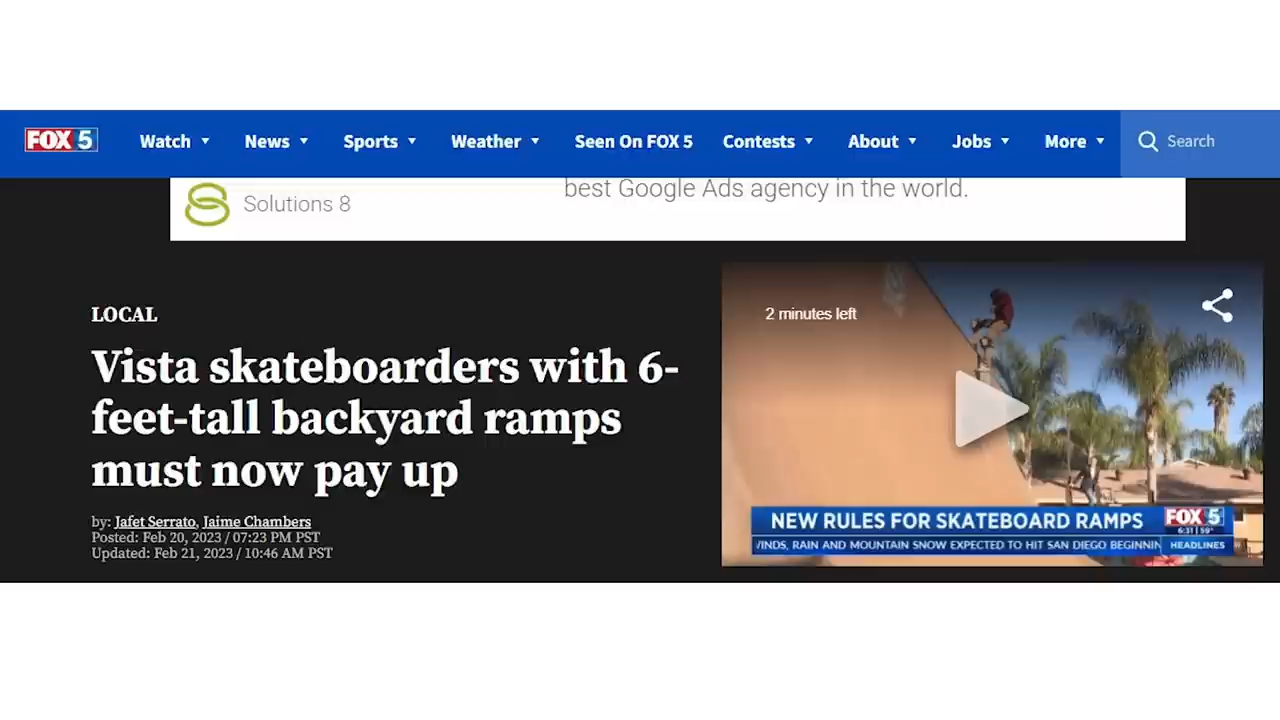 FOX 5 Watch News Sports Weather Seen On FOX 5 Contests About Jobs More Search
best Google Ads agency in the world.
Solutions 8
LOCAL
Vista skateboarders with 6-
feet-tall backyard ramps
must now pay up
by: Jafet Serrato, Jaime Chambers
Posted: Feb 20, 2023 / 07:23 PM PST
Updated: Feb 21, 2023 / 10:46 AM PST
2 minutes left
NEW RULES FOR SKATEBOARD RAMPS
FOX 5
6:31 | 59°
WINDS, RAIN AND MOUNTAIN SNOW EXPECTED TO HIT SAN DIEGO BEGINNIN
HEADLINES